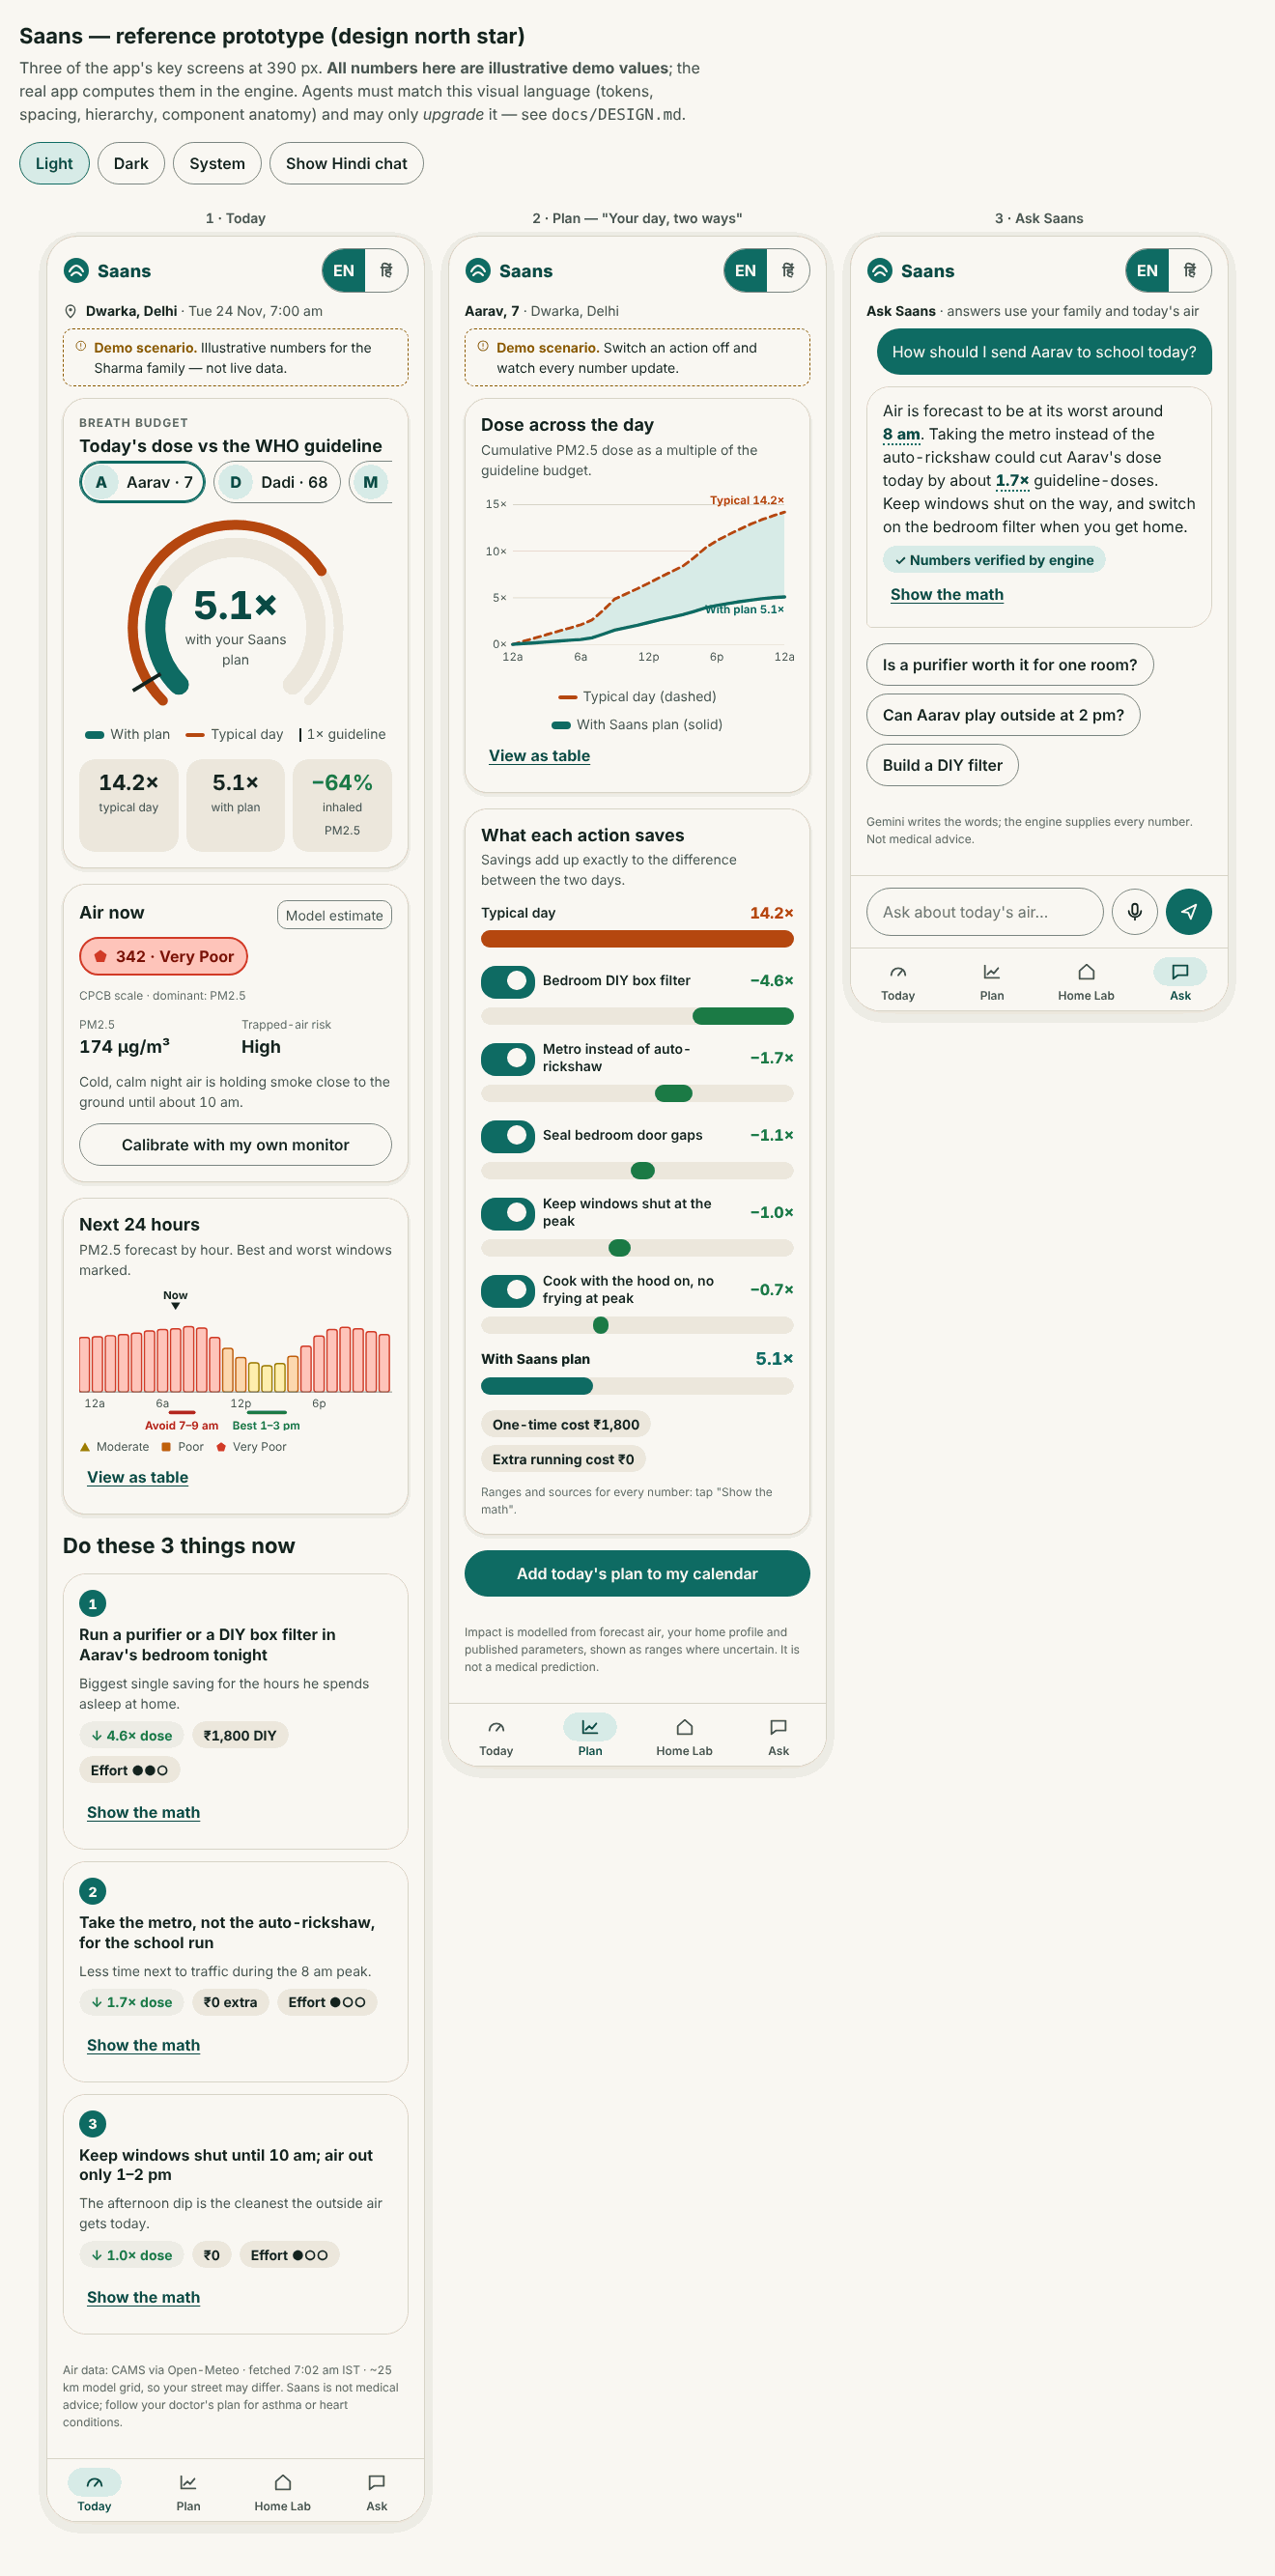 Saans — reference prototype (design north star)
Three of the app's key screens at 390 px. All numbers here are illustrative demo values; the
real app computes them in the engine. Agents must match this visual language (tokens,
spacing, hierarchy, component anatomy) and may only upgrade it — see docs/DESIGN.md.
Light
Dark
System
Show Hindi chat
1 · Today
Saans
EN
हिं
Dwarka, Delhi · Tue 24 Nov, 7:00 am
Demo scenario. Illustrative numbers for the
Sharma family — not live data.
BREATH BUDGET
Today's dose vs the WHO guideline
A Aarav · 7
D Dadi · 68
M
5.1×
with your Saans
plan
With plan
Typical day
1× guideline
14.2×
typical day
5.1×
with plan
−64%
inhaled
PM2.5
Air now
Model estimate
342 · Very Poor
CPCB scale · dominant: PM2.5
PM2.5
174 µg/m³
Trapped-air risk
High
Cold, calm night air is holding smoke close to the
ground until about 10 am.
Calibrate with my own monitor
Next 24 hours
PM2.5 forecast by hour. Best and worst windows
marked.
Now
12a
6a
12p
6p
Avoid 7–9 am
Best 1–3 pm
Moderate
Poor
Very Poor
View as table
Do these 3 things now
1
Run a purifier or a DIY box filter in
Aarav's bedroom tonight
Biggest single saving for the hours he spends
asleep at home.
↓ 4.6× dose
₹1,800 DIY
Effort ●●○
Show the math
2
Take the metro, not the auto-rickshaw,
for the school run
Less time next to traffic during the 8 am peak.
↓ 1.7× dose
₹0 extra
Effort ●○○
Show the math
3
Keep windows shut until 10 am; air out
only 1–2 pm
The afternoon dip is the cleanest the outside air
gets today.
↓ 1.0× dose
₹0
Effort ●○○
Show the math
Air data: CAMS via Open-Meteo · fetched 7:02 am IST · ~25
km model grid, so your street may differ. Saans is not medical
advice; follow your doctor's plan for asthma or heart
conditions.
Today
Plan
Home Lab
Ask
2 · Plan — "Your day, two ways"
Saans
EN
हिं
Aarav, 7 · Dwarka, Delhi
Demo scenario. Switch an action off and
watch every number update.
Dose across the day
Cumulative PM2.5 dose as a multiple of the
guideline budget.
15×
Typical 14.2×
10×
5×
With plan 5.1×
0×
12a
6a
12p
6p
12a
Typical day (dashed)
With Saans plan (solid)
View as table
What each action saves
Savings add up exactly to the difference
between the two days.
Typical day
14.2×
Bedroom DIY box filter
−4.6×
Metro instead of auto-
rickshaw
−1.7×
Seal bedroom door gaps
−1.1×
Keep windows shut at the
peak
−1.0×
Cook with the hood on, no
frying at peak
−0.7×
With Saans plan
5.1×
One-time cost ₹1,800
Extra running cost ₹0
Ranges and sources for every number: tap "Show the
math".
Add today's plan to my calendar
Impact is modelled from forecast air, your home profile and
published parameters, shown as ranges where uncertain. It is
not a medical prediction.
Today
Plan
Home Lab
Ask
3 · Ask Saans
Saans
EN
हिं
Ask Saans · answers use your family and today's air
How should I send Aarav to school today?
Air is forecast to be at its worst around
8 am. Taking the metro instead of the
auto-rickshaw could cut Aarav's dose
today by about 1.7× guideline-doses.
Keep windows shut on the way, and switch
on the bedroom filter when you get home.
✓ Numbers verified by engine
Show the math
Is a purifier worth it for one room?
Can Aarav play outside at 2 pm?
Build a DIY filter
Gemini writes the words; the engine supplies every number.
Not medical advice.
Ask about today's air…
Today
Plan
Home Lab
Ask